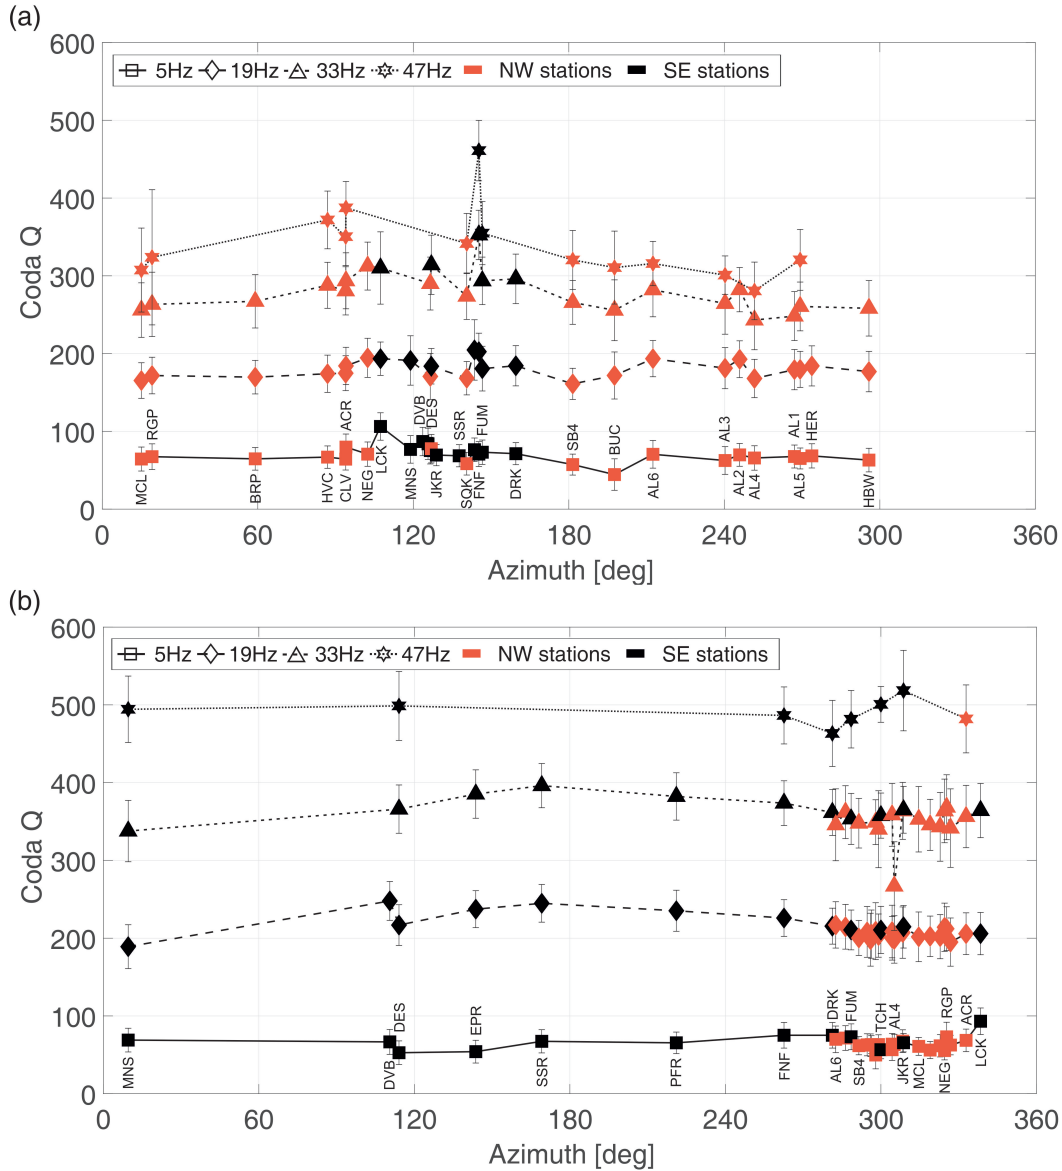 (a)
600
500
400
300
200
100
0
Coda Q
5Hz 19Hz 33Hz 47Hz NW stations SE stations
MCL
RGP
BRP
HVC
CLV
ACR
NEG
LCK
MNS
DVB
DES
JKR
SSR
SQK
FNF
FUM
DRK
SB4
BUC
AL6
AL3
AL2
AL4
AL1
AL5
HER
HBW
0 60 120 180 240 300 360
Azimuth [deg]
(b)
600
500
400
300
200
100
0
Coda Q
5Hz 19Hz 33Hz 47Hz NW stations SE stations
MNS
DVB
DES
EPR
SSR
PFR
FNF
DRK
AL6
FUM
SB4
TCH
AL4
JKR
MCL
RGP
NEG
ACR
LCK
0 60 120 180 240 300 360
Azimuth [deg]